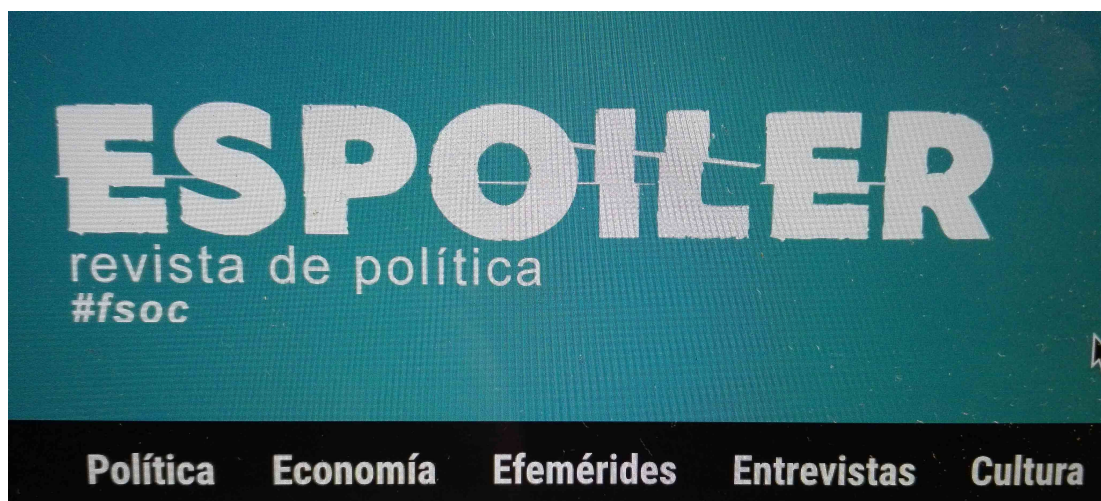 ESPOILER
revista de política
#fsoc
Política Economía Efemérides Entrevistas Cultura